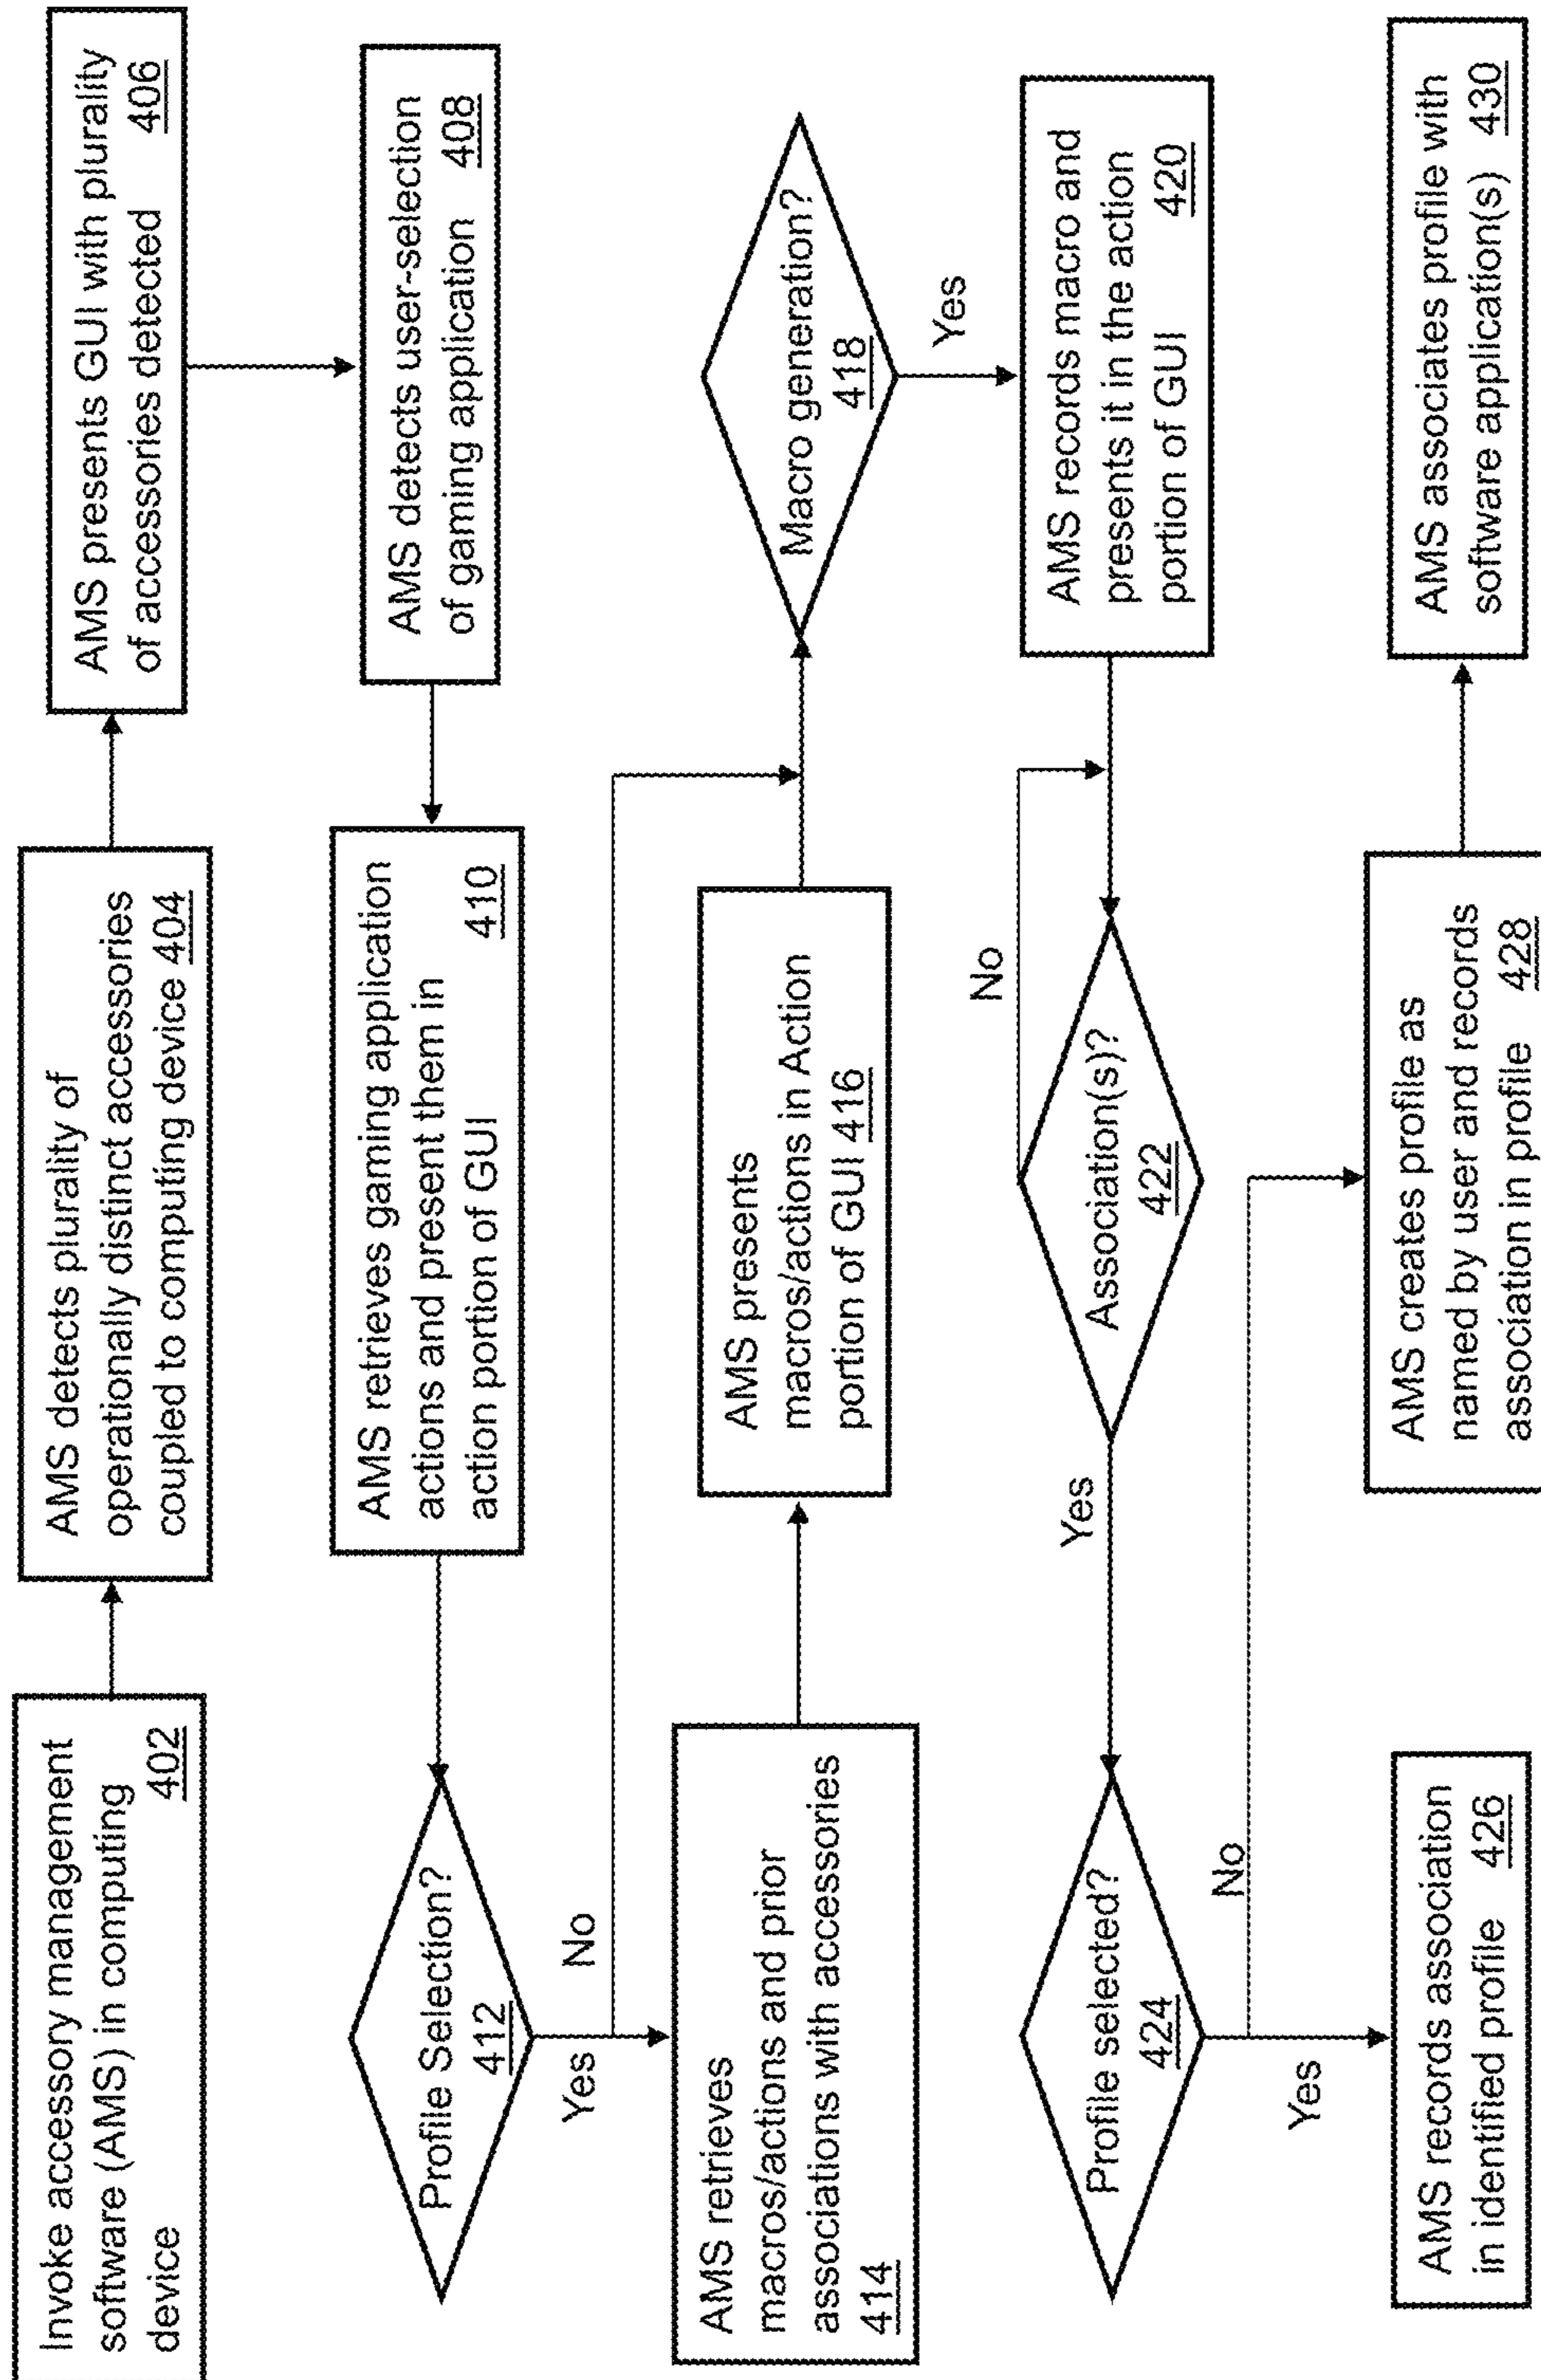 Invoke accessory management
software (AMS) in computing
device 402
AMS detects plurality of
operationally distinct accessories
coupled to computing device 404
AMS presents GUI with plurality
of accessories detected 406
AMS detects user-selection
of gaming application 408
AMS retrieves gaming application
actions and present them in
action portion of GUI 410
Profile Selection?
412
Yes
No
AMS retrieves
macros/actions and prior
associations with accessories
414
AMS presents
macros/actions in Action
portion of GUI 416
Macro generation?
418
Yes
AMS records macro and
presents it in the action
portion of GUI 420
Association(s)?
422
No
Yes
Profile selected?
424
Yes
No
AMS records association
in identified profile 426
AMS creates profile as
named by user and records
association in profile 428
AMS associates profile with
software application(s) 430